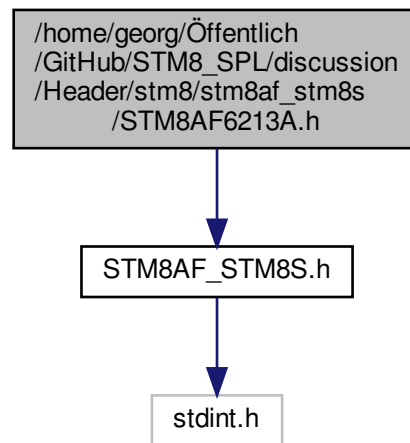 /home/georg/Öffentlich
/GitHub/STM8_SPL/discussion
/Header/stm8/stm8af_stm8s
/STM8AF6213A.h
STM8AF_STM8S.h
stdint.h